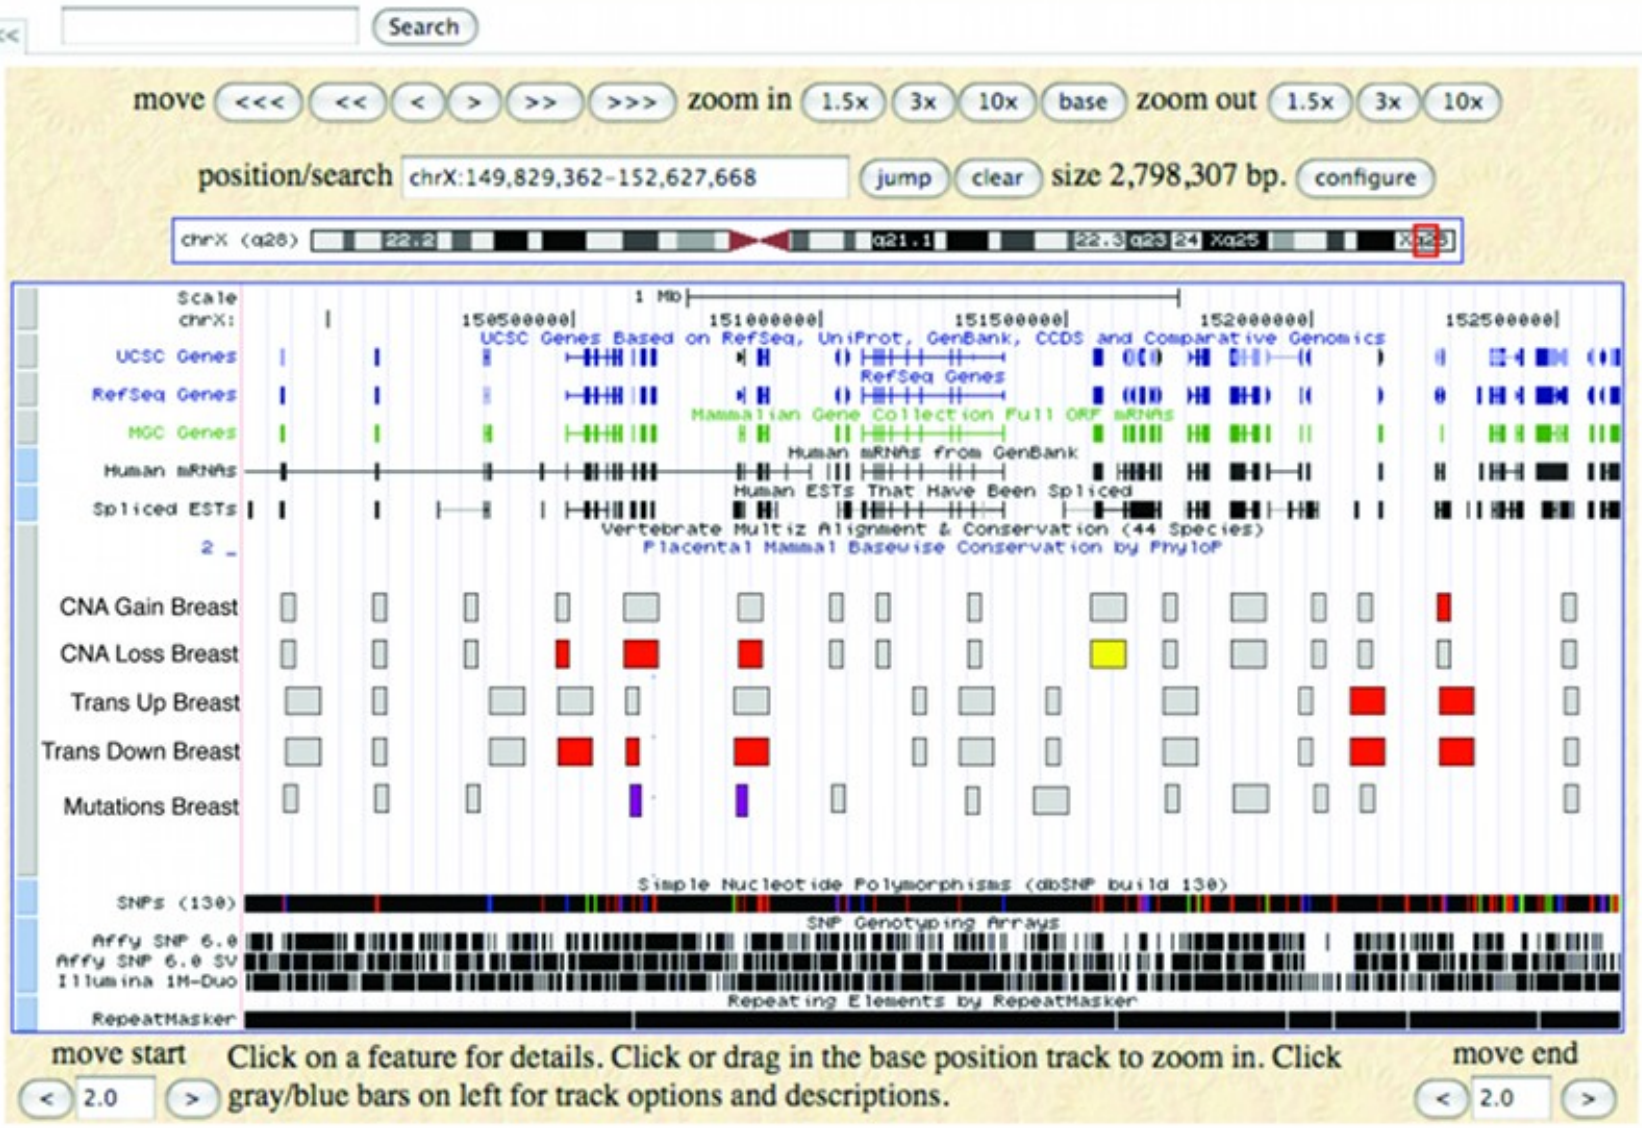 <<
Search
move <<< << < > >> >>> zoom in 1.5x 3x 10x base zoom out 1.5x 3x 10x
position/search chrX:149,829,362-152,627,668 jump clear size 2,798,307 bp. configure
chrX (q28) 22.2 q21.1 22.3 q23 24 Xq25 Xq28
Scale 1 Mb
chrX: 150500000 151000000 151500000 152000000 152500000
UCSC Genes Based on RefSeq, UniProt, GenBank, CCDS and Comparative Genomics
UCSC Genes
RefSeq Genes
RefSeq Genes
Mammalian Gene Collection Full ORF mRNAs
MGC Genes
Human mRNAs from GenBank
Human mRNAs
Human ESTs That Have Been Spliced
Spliced ESTs
Vertebrate Multiz Alignment & Conservation (44 Species)
Placental Mammal Basewise Conservation by PhyloP
2 _
CNA Gain Breast
CNA Loss Breast
Trans Up Breast
Trans Down Breast
Mutations Breast
Simple Nucleotide Polymorphisms (dbSNP build 130)
SNPs (130)
SNP Genotyping Arrays
Affy SNP 6.0
Affy SNP 6.0 SV
Illumina 1M-Duo
Repeating Elements by RepeatMasker
RepeatMasker
move start Click on a feature for details. Click or drag in the base position track to zoom in. Click move end
< 2.0 > gray/blue bars on left for track options and descriptions. < 2.0 >